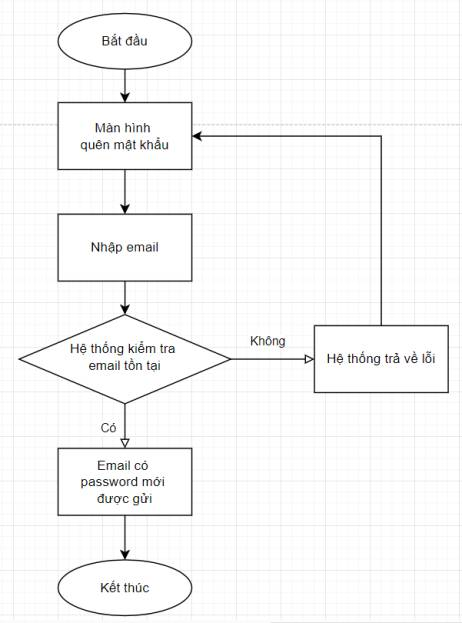 Bắt đầu
Màn hình
quên mật khẩu
Nhập email
Hệ thống kiểm tra
email tồn tại
Không
Hệ thống trả về lỗi
Có
Email có
password mới
được gửi
Kết thúc